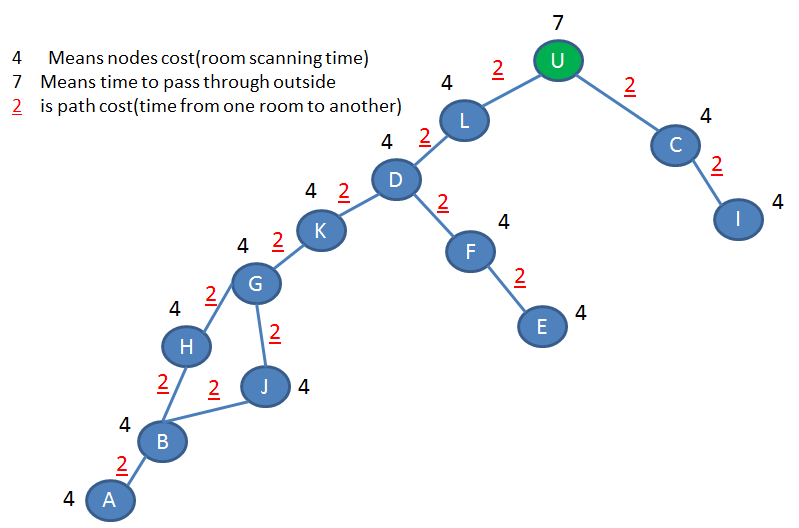 7
4 Means nodes cost(room scanning time)
7 Means time to pass through outside
2 is path cost(time from one room to another)
U
2
2
4
L
4
C
2
2
4
D
4
I
4
2
2
K
4
F
2
4
G
2
4
E
2
4
H
2
J
4
2
2
4
B
2
4
A